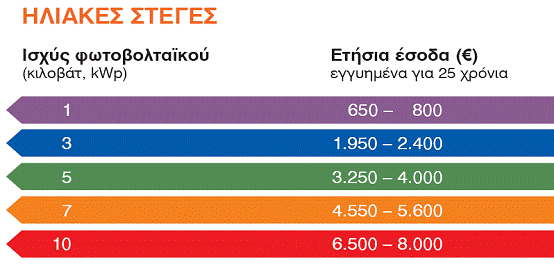 ΗΛΙΑΚΕΣ ΣΤΕΓΕΣ
Ισχύς φωτοβολταϊκού Ετήσια έσοδα (€)
(κιλοβάτ, kWp) εγγυημένα για 25 χρόνια
1 650 – 800
3 1.950 – 2.400
5 3.250 – 4.000
7 4.550 – 5.600
10 6.500 – 8.000